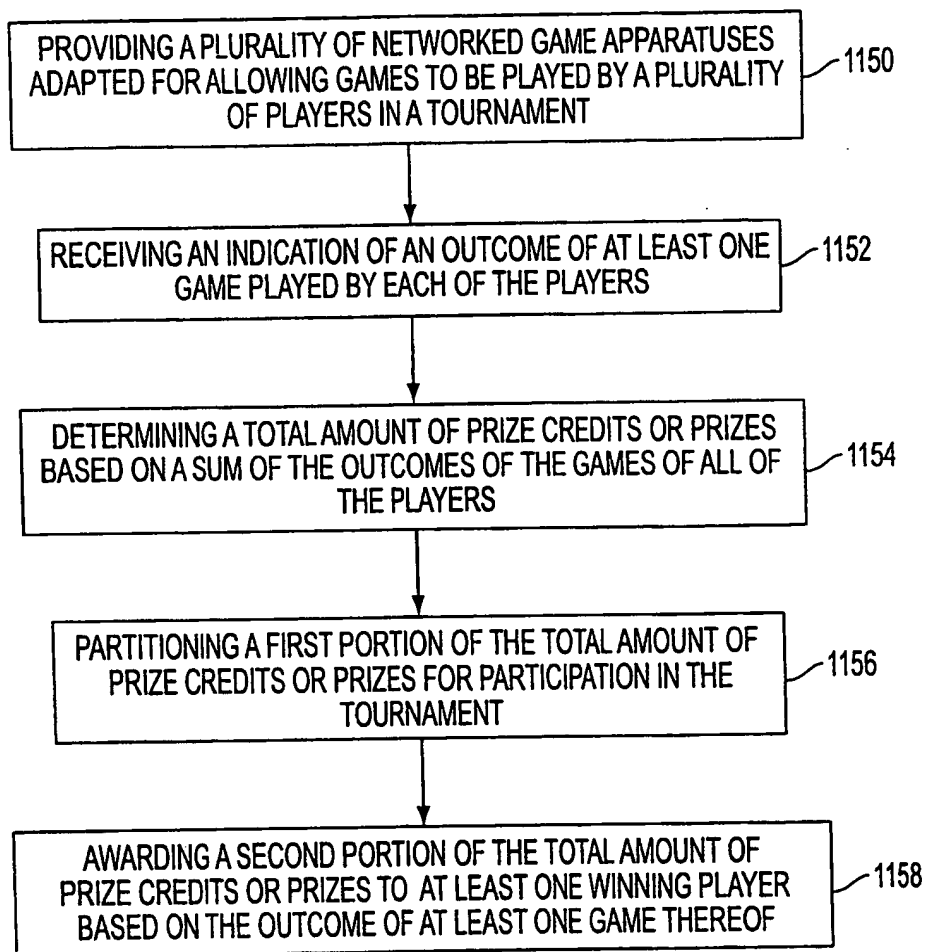 PROVIDING A PLURALITY OF NETWORKED GAME APPARATUSES
ADAPTED FOR ALLOWING GAMES TO BE PLAYED BY A PLURALITY
OF PLAYERS IN A TOURNAMENT
1150
RECEIVING AN INDICATION OF AN OUTCOME OF AT LEAST ONE
GAME PLAYED BY EACH OF THE PLAYERS
1152
DETERMINING A TOTAL AMOUNT OF PRIZE CREDITS OR PRIZES
BASED ON A SUM OF THE OUTCOMES OF THE GAMES OF ALL OF
THE PLAYERS
1154
PARTITIONING A FIRST PORTION OF THE TOTAL AMOUNT OF
PRIZE CREDITS OR PRIZES FOR PARTICIPATION IN THE
TOURNAMENT
1156
AWARDING A SECOND PORTION OF THE TOTAL AMOUNT OF
PRIZE CREDITS OR PRIZES TO AT LEAST ONE WINNING PLAYER
BASED ON THE OUTCOME OF AT LEAST ONE GAME THEREOF
1158